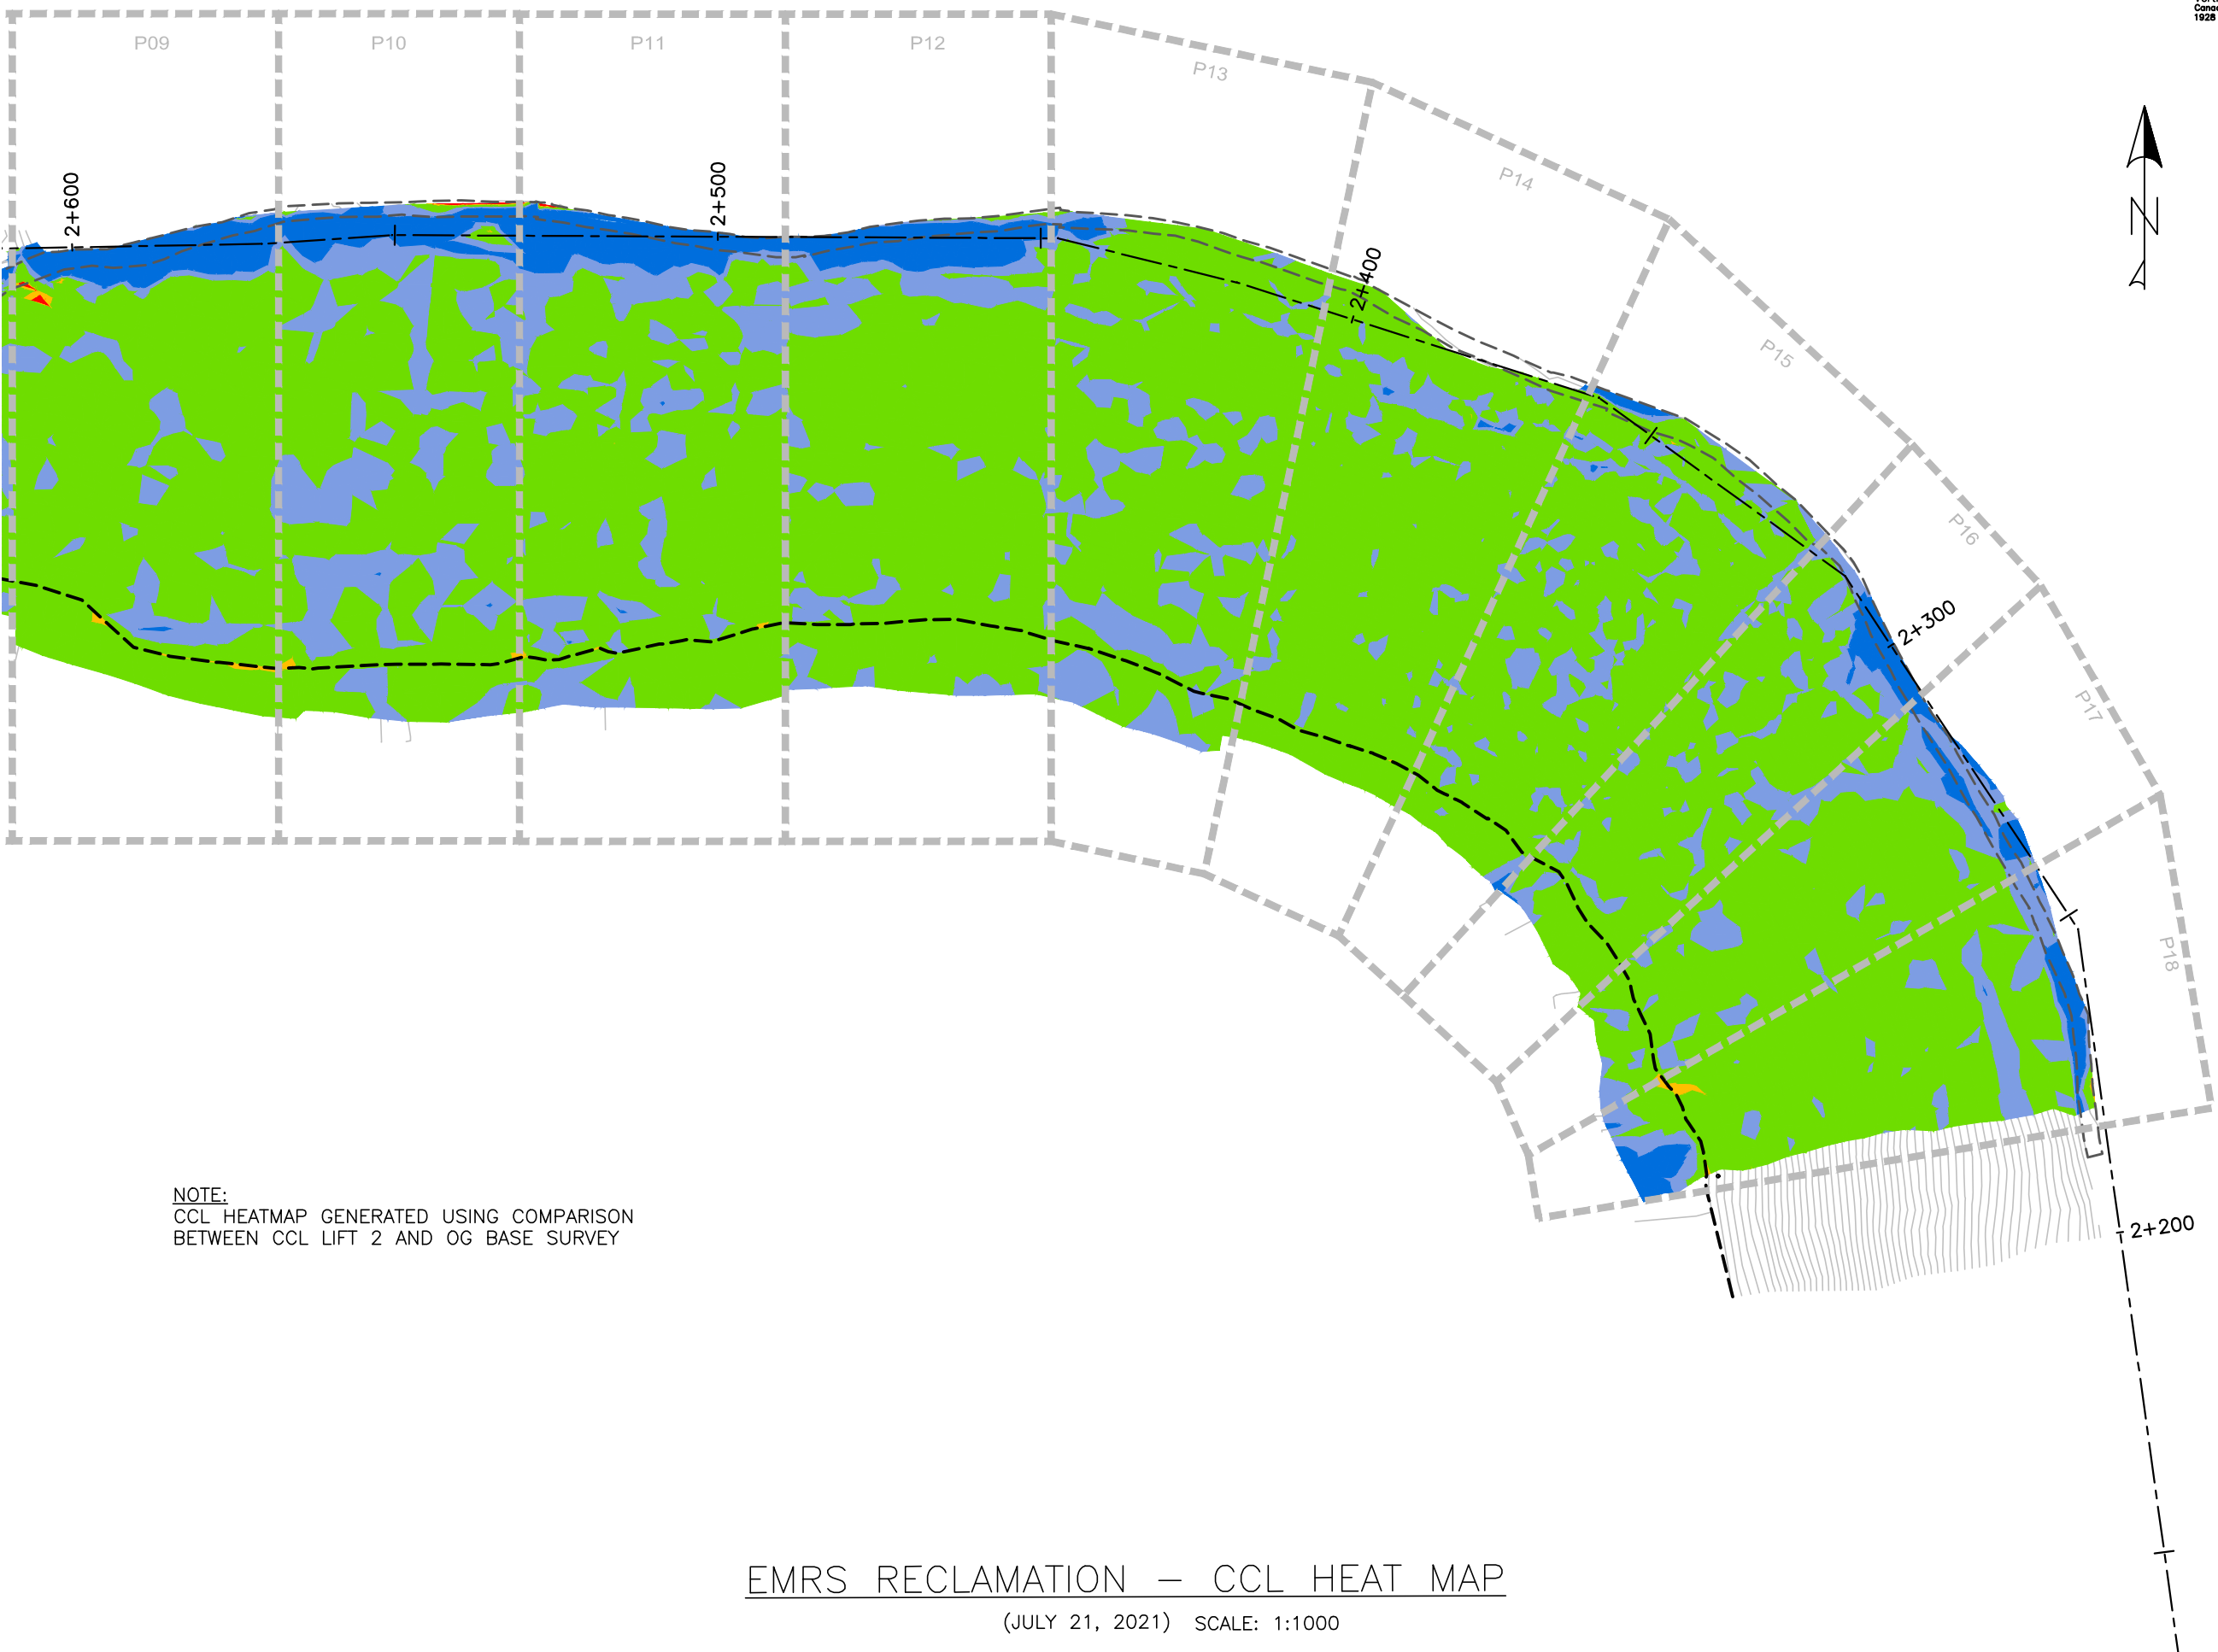 Canad
1928
P09
P10
P11
P12
P13
P14
P15
P16
P17
P18
2+600
2+500
2+400
2+300
2+200
N
NOTE:
CCL HEATMAP GENERATED USING COMPARISON
BETWEEN CCL LIFT 2 AND OG BASE SURVEY
EMRS RECLAMATION – CCL HEAT MAP
(JULY 21, 2021) SCALE: 1:1000